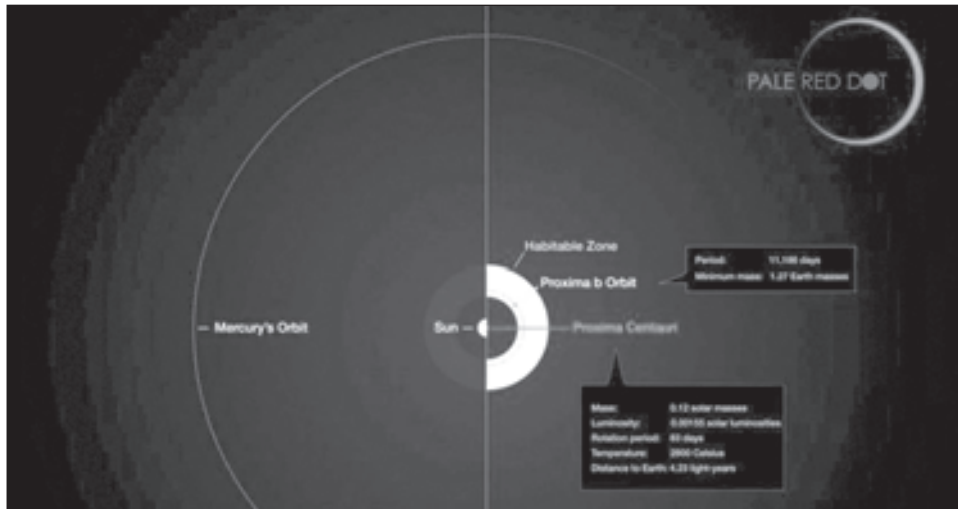 PALE RED DOT
Habitable Zone
Proxima b Orbit
Period: 11.186 days
Minimum mass: 1.27 Earth masses
Mercury's Orbit
Sun
Proxima Centauri
Mass: 0.12 solar masses
Luminosity: 0.00155 solar luminosities
Rotation period: 83 days
Temperature: 2800 Celsius
Distance to Earth: 4.23 light-years